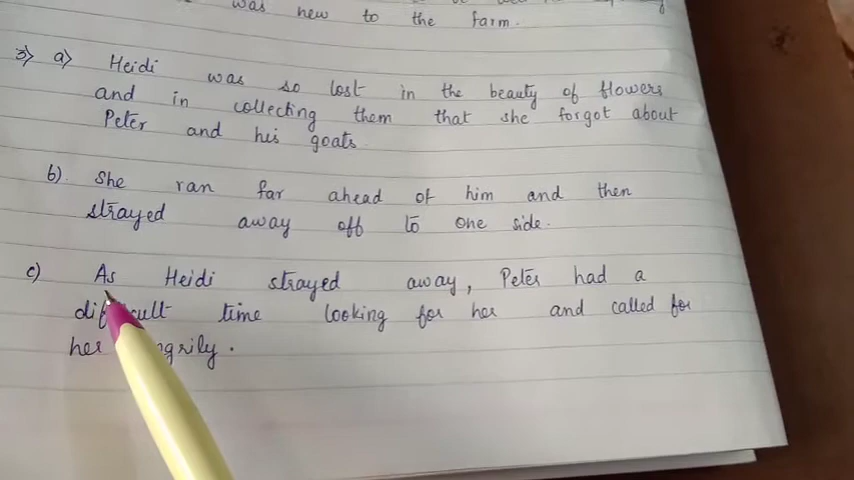 was new to the farm.
3) a) Heidi was so lost in the beauty of flowers
and in collecting them that she forgot about
Peter and his goats
b). She ran far ahead of him and then
strayed away off to one side.
c) As Heidi strayed away, Peter had a
difficult time looking for her and called for
her angrily.